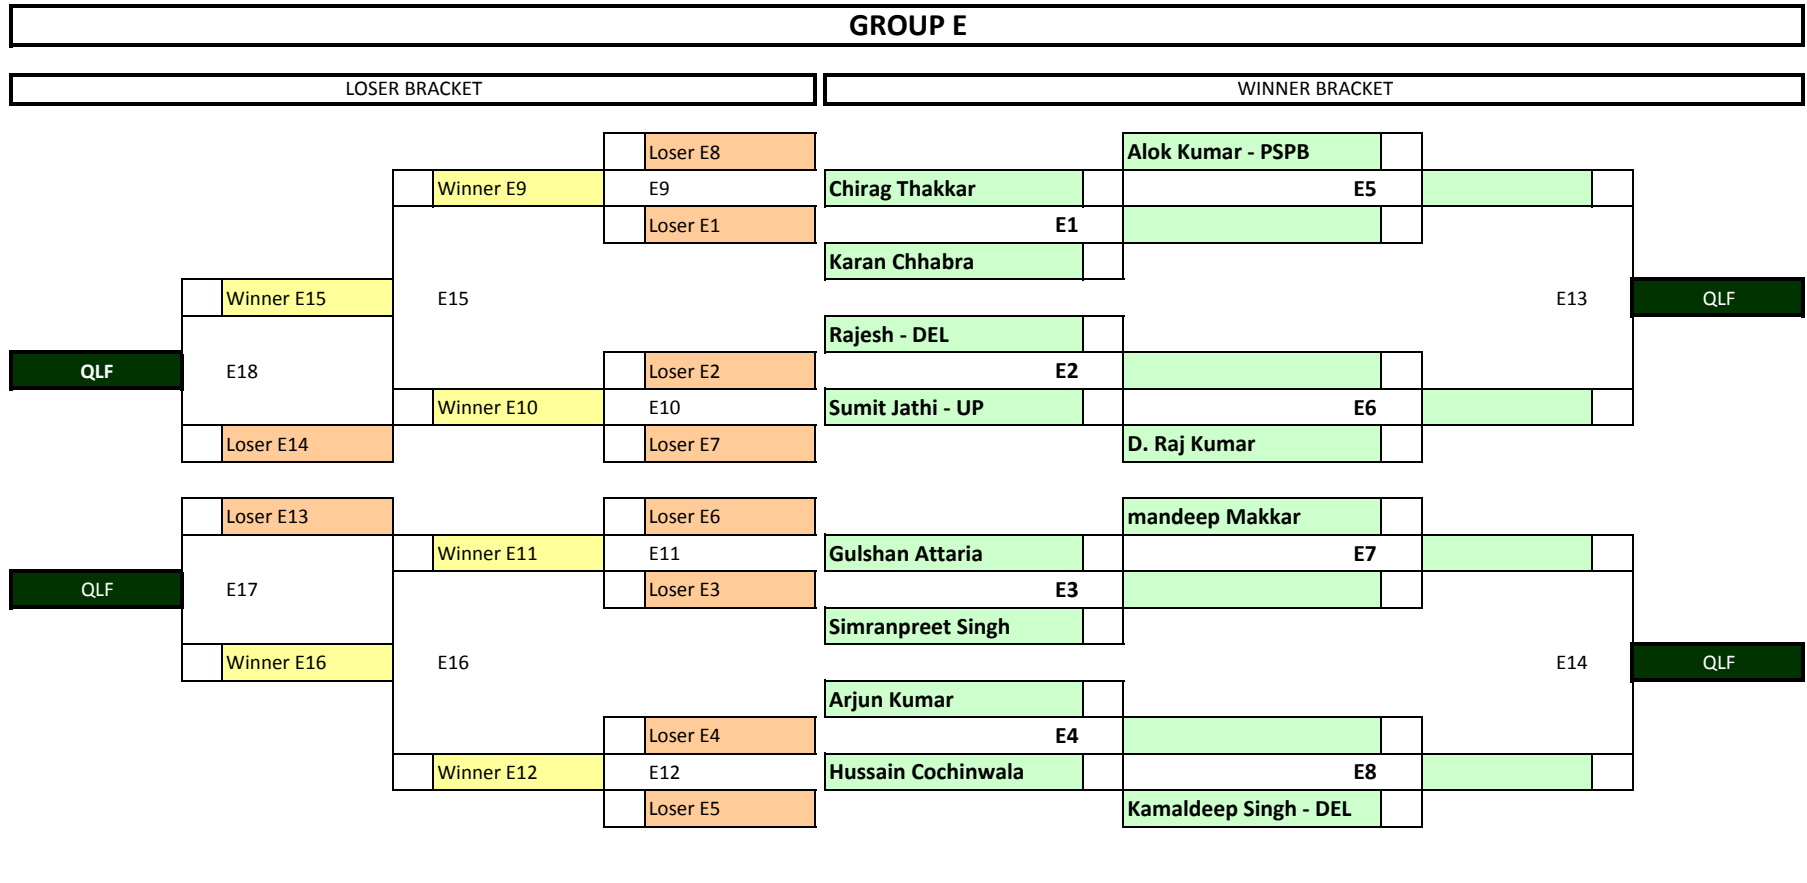 GROUP E
LOSER BRACKET WINNER BRACKET
Loser E8 Alok Kumar - PSPB
Winner E9 E9 Chirag Thakkar E5
Loser E1 E1
Karan Chhabra
Winner E15 E15 E13 QLF
Rajesh - DEL
QLF E18 Loser E2 E2
Winner E10 E10 Sumit Jathi - UP E6
Loser E14 Loser E7 D. Raj Kumar
Loser E13 Loser E6 mandeep Makkar
Winner E11 E11 Gulshan Attaria E7
QLF E17 Loser E3 E3
Simranpreet Singh
Winner E16 E16 E14 QLF
Arjun Kumar
Loser E4 E4
Winner E12 E12 Hussain Cochinwala E8
Loser E5 Kamaldeep Singh - DEL